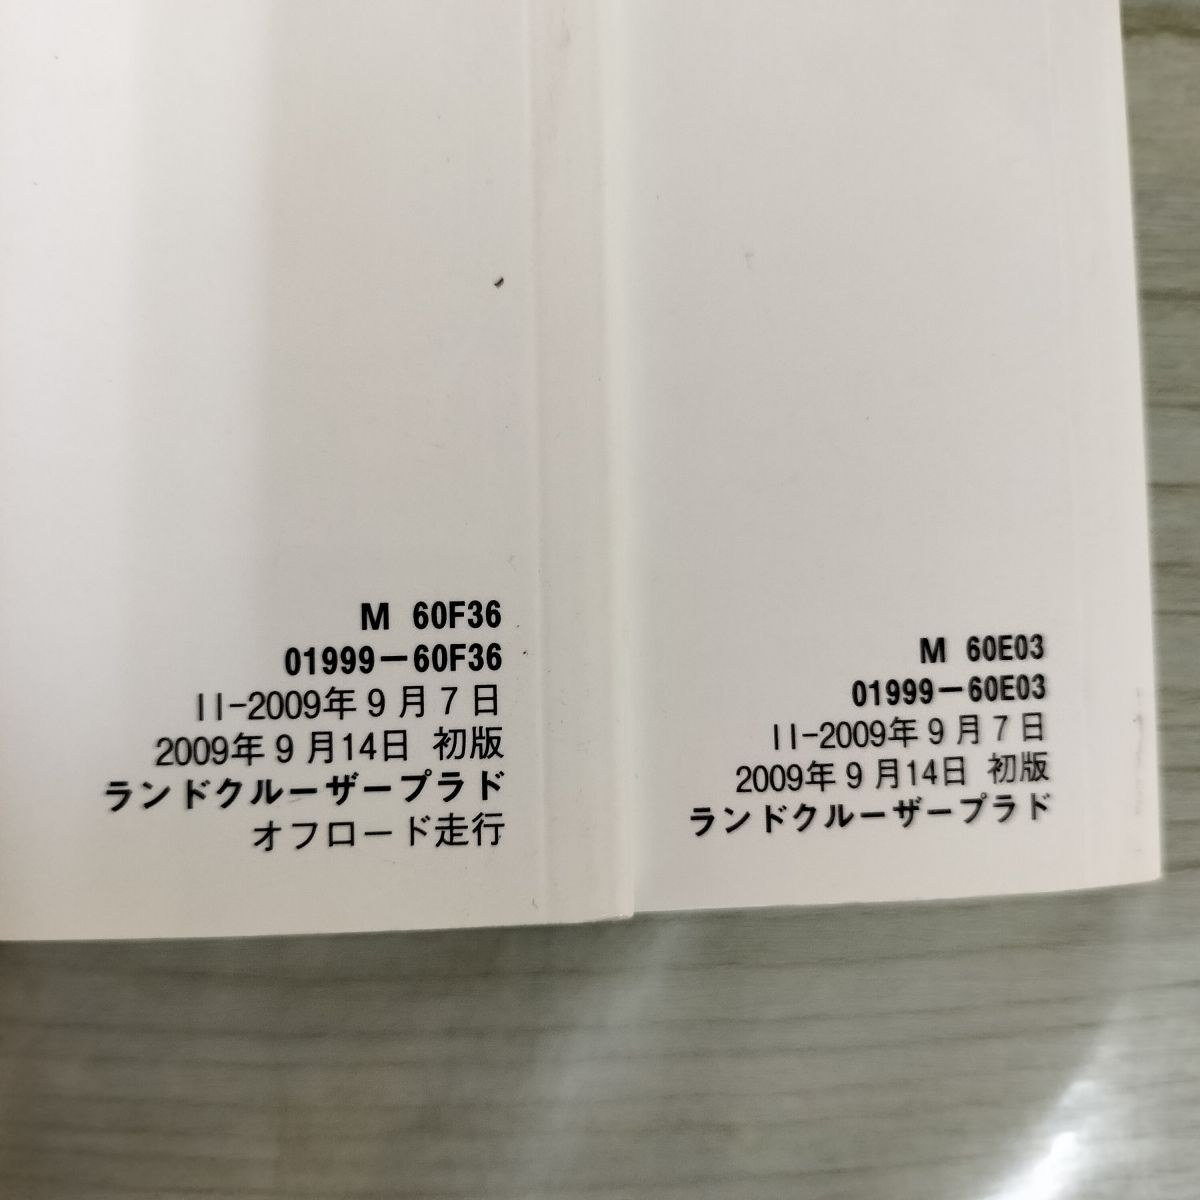 M 60F36
01999-60F36
II-2009年9月7日
2009年9月14日 初版
ランドクルーザープラド
オフロード走行
M 60E03
01999-60E03
II-2009年9月7日
2009年9月14日 初版
ランドクルーザープラド